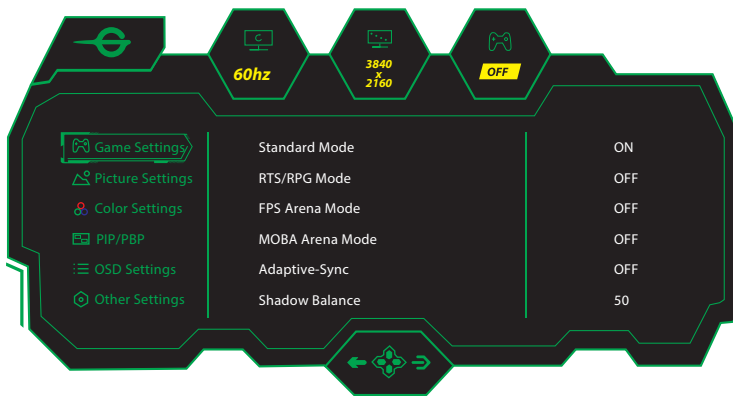 60hz
3840
x
2160
OFF
Game Settings
Standard Mode
ON
Picture Settings
RTS/RPG Mode
OFF
Color Settings
FPS Arena Mode
OFF
PIP/PBP
MOBA Arena Mode
OFF
OSD Settings
Adaptive-Sync
OFF
Other Settings
Shadow Balance
50